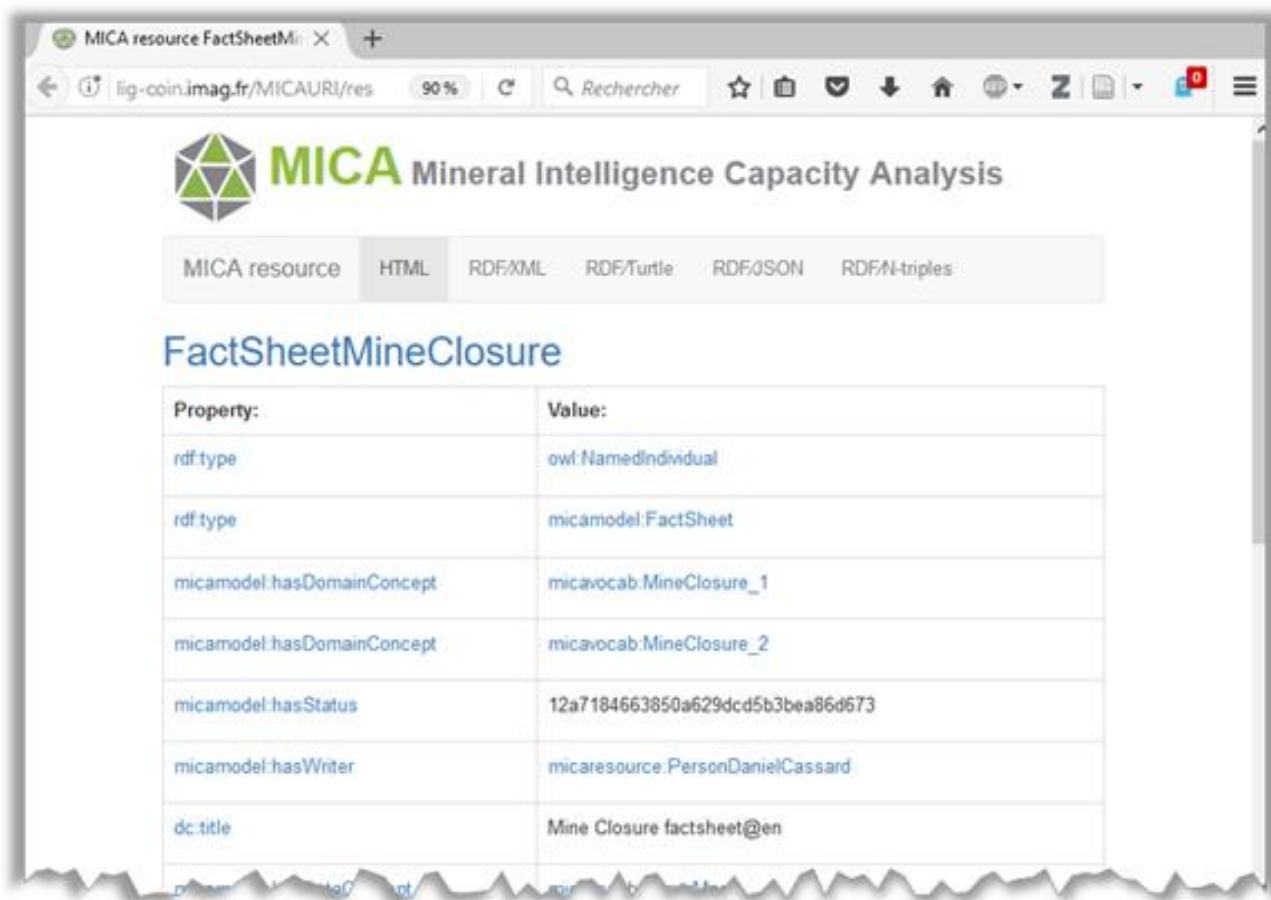 MICA resource FactSheetMi
lig-coin.imag.fr/MICAURI/res 90 % Rechercher 0
MICA Mineral Intelligence Capacity Analysis
MICA resource HTML RDF/XML RDF/Turtle RDF/JSON RDF/N-triples
FactSheetMineClosure
Property: Value:
rdf:type owl:NamedIndividual
rdf:type micamodel:FactSheet
micamodel:hasDomainConcept micavocab:MineClosure_1
micamodel:hasDomainConcept micavocab:MineClosure_2
micamodel:hasStatus 12a7184663850a629dcd5b3bea86d673
micamodel:hasWriter micaresource:PersonDanielCassard
dc:title Mine Closure factsheet@en